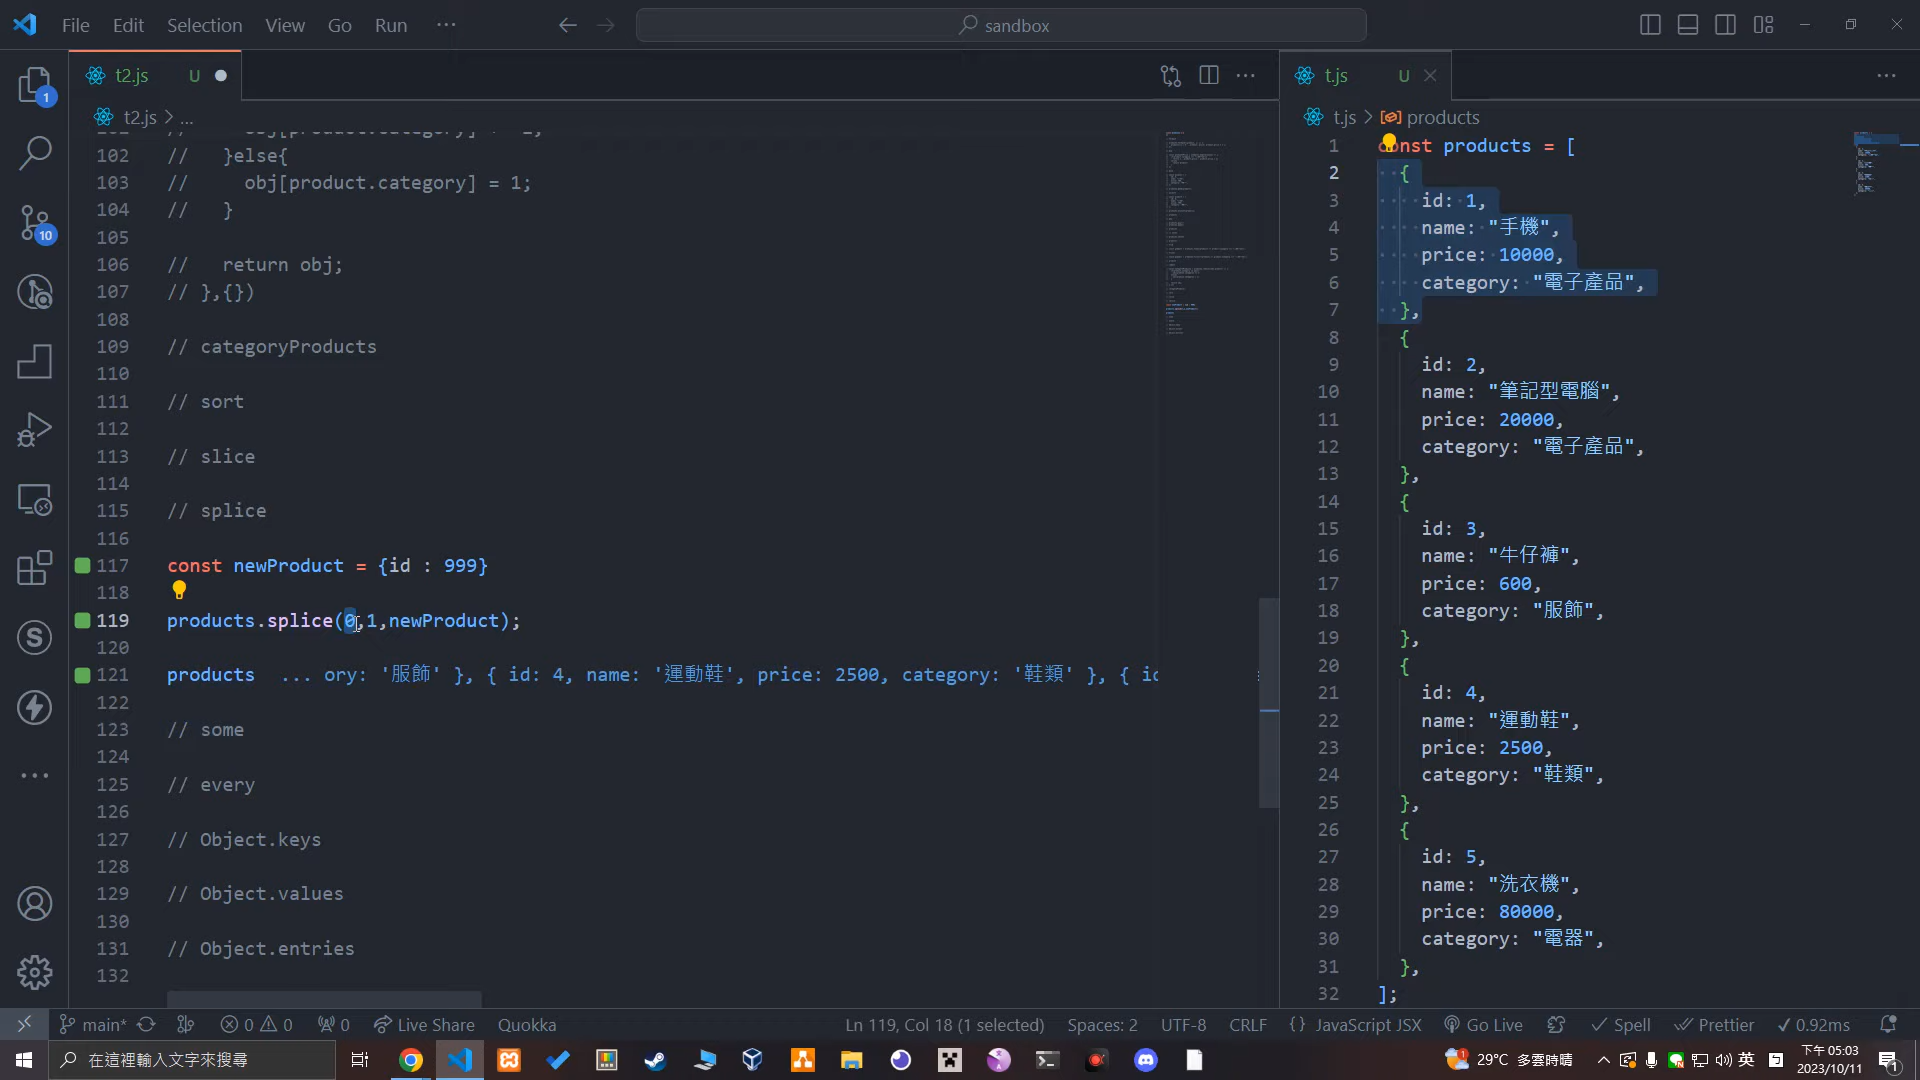 File Edit Selection View Go Run ··· sandbox
t2.js U
t2.js > ...
102 // }else{
103 // obj[product.category] = 1;
104 // }
105
106 // return obj;
107 // },{})
108
109 // categoryProducts
110
111 // sort
112
113 // slice
114
115 // splice
116
117 const newProduct = {id : 999}
118
119 products.splice(0,1,newProduct);
120
121 products ... ory: '服飾' }, { id: 4, name: '運動鞋', price: 2500, category: '鞋類' }, { id
122
123 // some
124
125 // every
126
127 // Object.keys
128
129 // Object.values
130
131 // Object.entries
132
t.js U
t.js > products
1 const products = [
2 {
3 id: 1,
4 name: "手機",
5 price: 10000,
6 category: "電子產品",
7 },
8 {
9 id: 2,
10 name: "筆記型電腦",
11 price: 20000,
12 category: "電子產品",
13 },
14 {
15 id: 3,
16 name: "牛仔褲",
17 price: 600,
18 category: "服飾",
19 },
20 {
21 id: 4,
22 name: "運動鞋",
23 price: 2500,
24 category: "鞋類",
25 },
26 {
27 id: 5,
28 name: "洗衣機",
29 price: 80000,
30 category: "電器",
31 },
32 ];
1
10
main* 0 0 0 Live Share Quokka Ln 119, Col 18 (1 selected) Spaces: 2 UTF-8 CRLF {} JavaScript JSX Go Live Spell Prettier 0.92ms
在這裡輸入文字來搜尋 29°C 多雲時晴 英 下午 05:03
2023/10/11